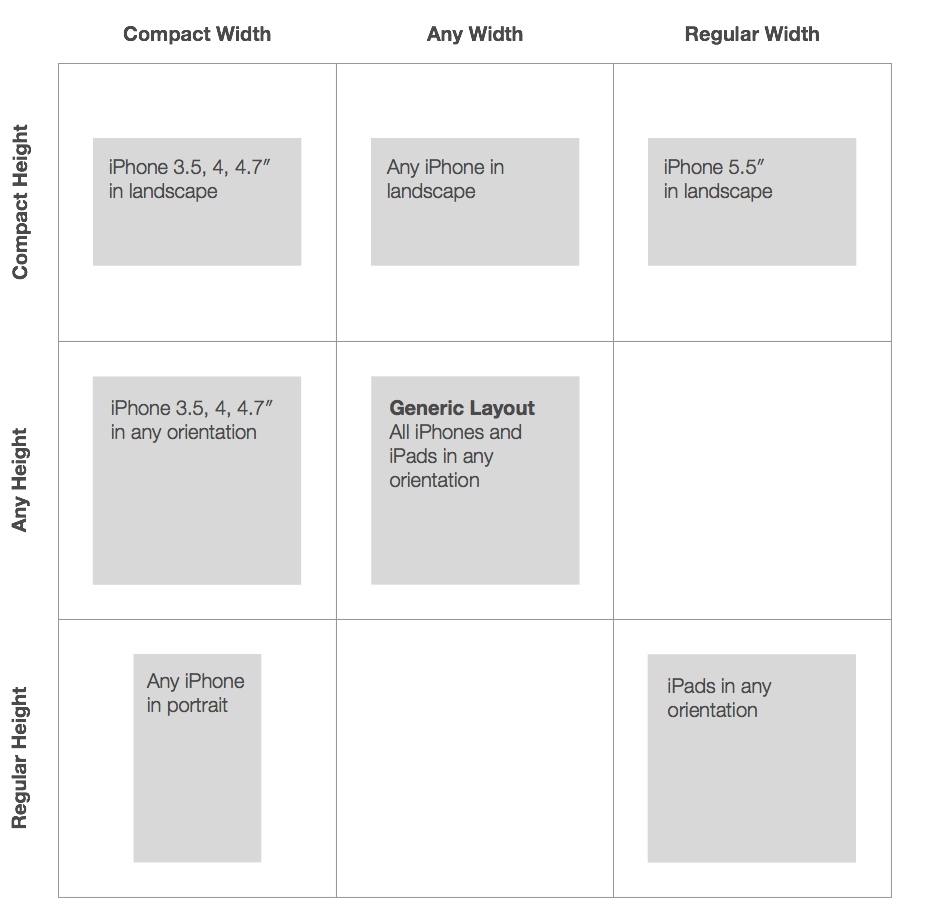 Compact Width
Any Width
Regular Width
Compact Height
iPhone 3.5, 4, 4.7″
in landscape
Any iPhone in
landscape
iPhone 5.5″
in landscape
Any Height
iPhone 3.5, 4, 4.7″
in any orientation
Generic Layout
All iPhones and
iPads in any
orientation
Regular Height
Any iPhone
in portrait
iPads in any
orientation